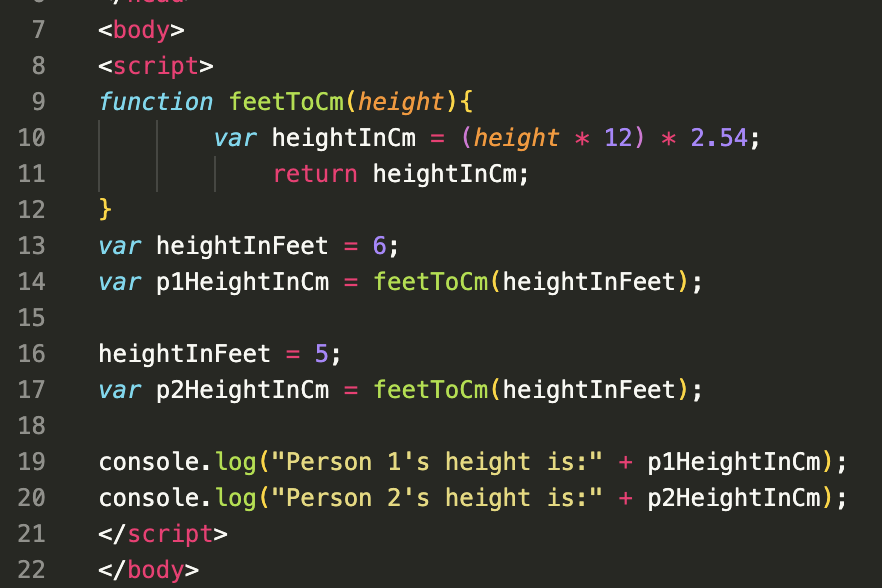 6 </head>
7 <body>
8 <script>
9 function feetToCm(height){
10 var heightInCm = (height * 12) * 2.54;
11 return heightInCm;
12 }
13 var heightInFeet = 6;
14 var p1HeightInCm = feetToCm(heightInFeet);
15
16 heightInFeet = 5;
17 var p2HeightInCm = feetToCm(heightInFeet);
18
19 console.log("Person 1's height is:" + p1HeightInCm);
20 console.log("Person 2's height is:" + p2HeightInCm);
21 </script>
22 </body>